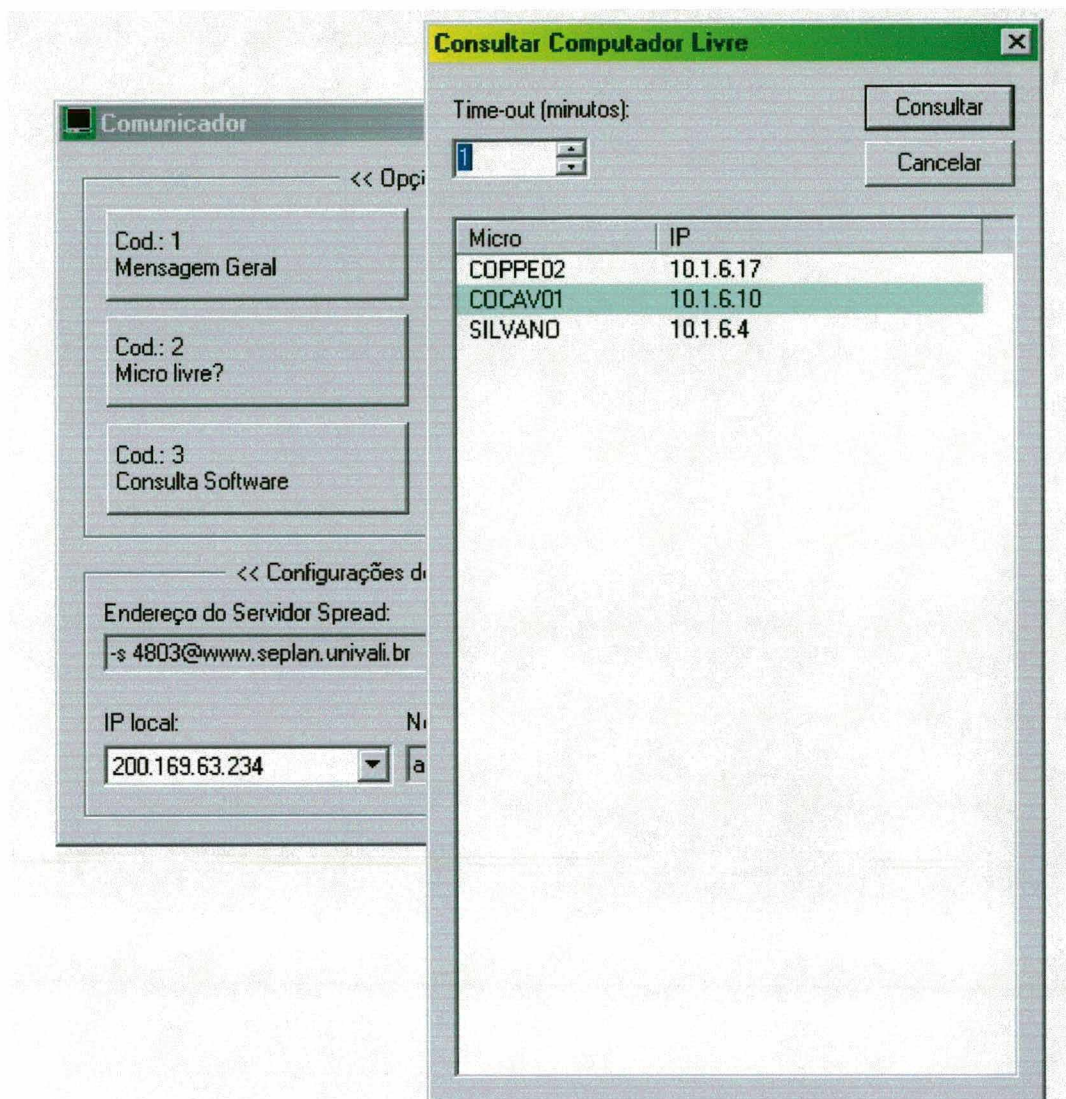 Consultar Computador Livre
Time-out (minutos):
1
Consultar
Cancelar
Micro IP
COPPE02 10.1.6.17
COCAV01 10.1.6.10
SILVANO 10.1.6.4
Comunicador
<<
Cod.: 1
Mensagem Geral
Cod.: 2
Micro livre?
Cod.: 3
Consulta Software
<< Configurações
Endereço do Servidor Spread:
-s 4803@www.seplan.univali.br
IP local:
200.169.63.234